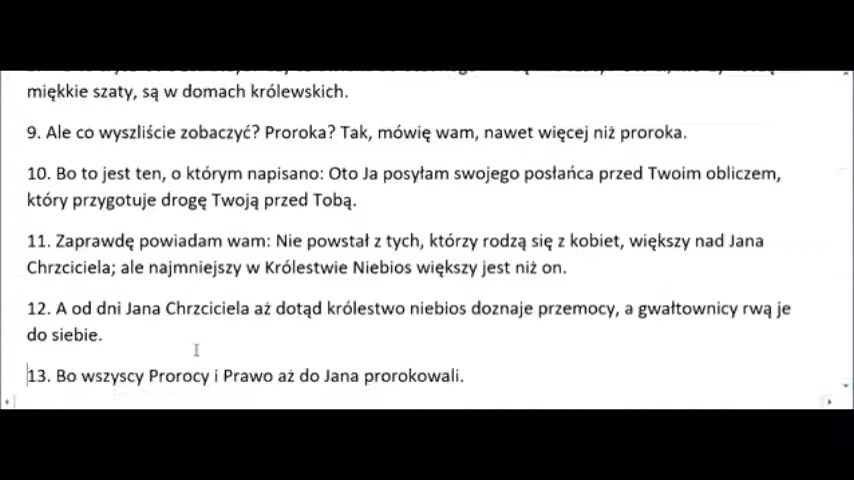 miękkie szaty, są w domach królewskich.
9. Ale co wyszliście zobaczyć? Proroka? Tak, mówię wam, nawet więcej niż proroka.
10. Bo to jest ten, o którym napisano: Oto Ja posyłam swojego posłańca przed Twoim obliczem,
który przygotuje drogę Twoją przed Tobą.
11. Zaprawdę powiadam wam: Nie powstał z tych, którzy rodzą się z kobiet, większy nad Jana
Chrzciciela; ale najmniejszy w Królestwie Niebios większy jest niż on.
12. A od dni Jana Chrzciciela aż dotąd królestwo niebios doznaje przemocy, a gwałtownicy rwą je
do siebie.
13. Bo wszyscy Prorocy i Prawo aż do Jana prorokowali.